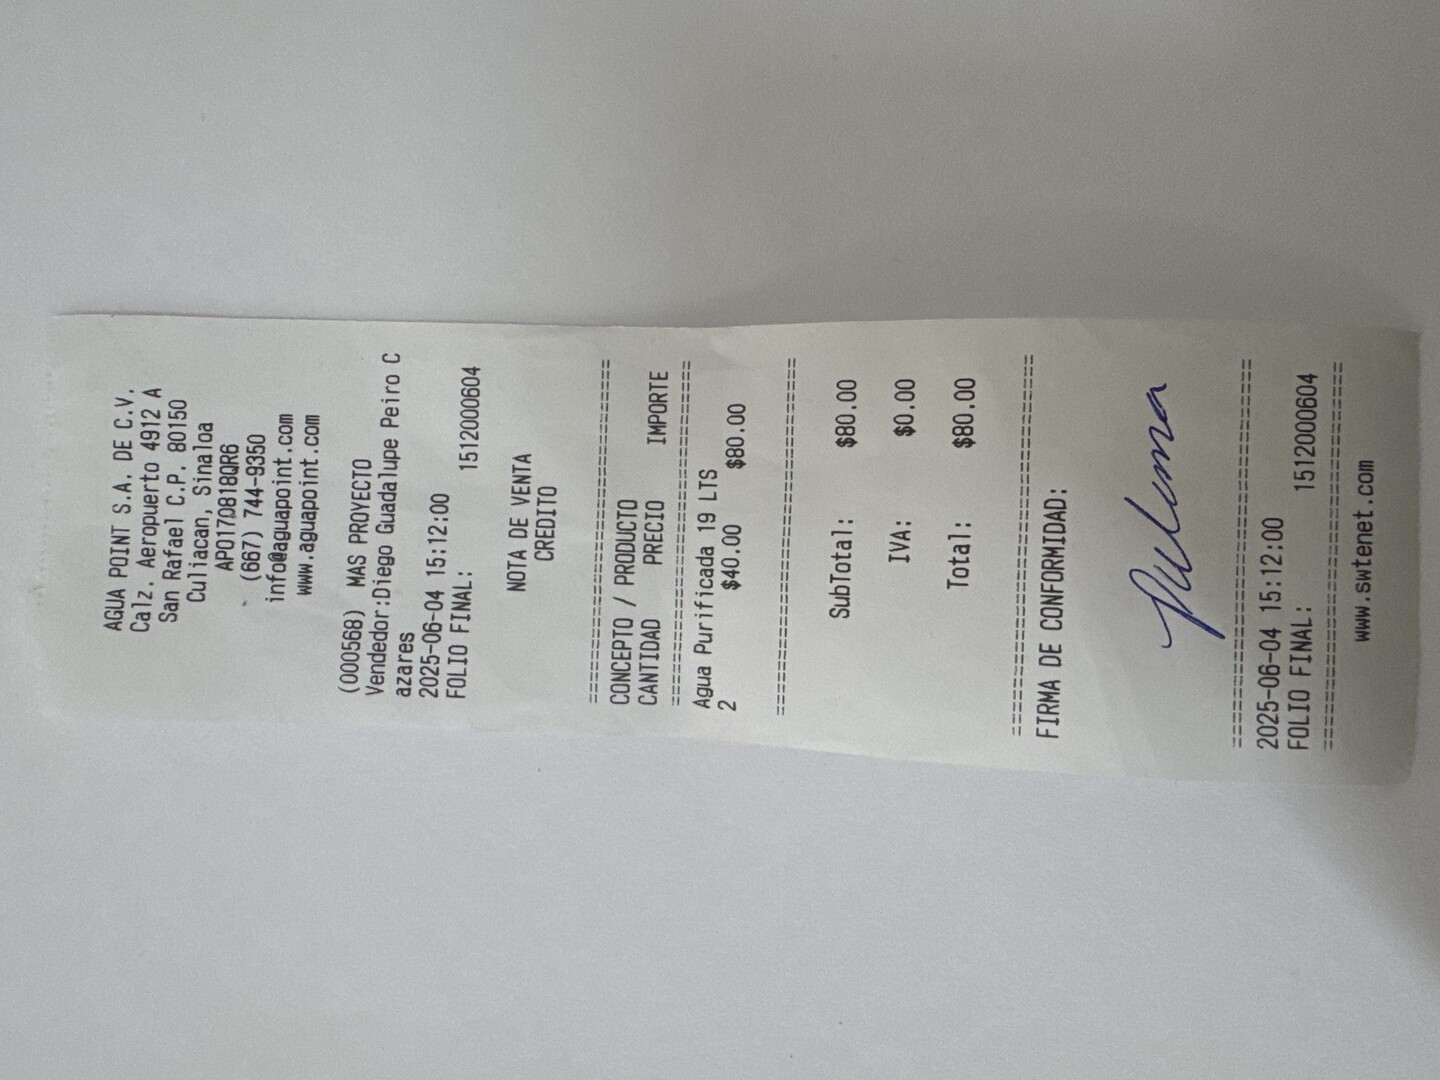 AGUA POINT S.A. DE C.V.
Calz. Aeropuerto 4912 A
San Rafael C.P. 80150
Culiacan, Sinaloa
APO170818QR6
(667) 744-9350
info@aguapoint.com
www.aguapoint.com
(000568) MAS PROYECTO
Vendedor:Diego Guadalupe Peiro C
azares
2025-06-04 15:12:00
FOLIO FINAL: 1512000604
NOTA DE VENTA
CREDITO
================================
CONCEPTO / PRODUCTO
CANTIDAD PRECIO IMPORTE
================================
Agua Purificada 19 LTS
2 $40.00 $80.00
================================
SubTotal: $80.00
IVA: $0.00
Total: $80.00
================================
FIRMA DE CONFORMIDAD:
================================
2025-06-04 15:12:00
FOLIO FINAL: 1512000604
================================
www.swtenet.com